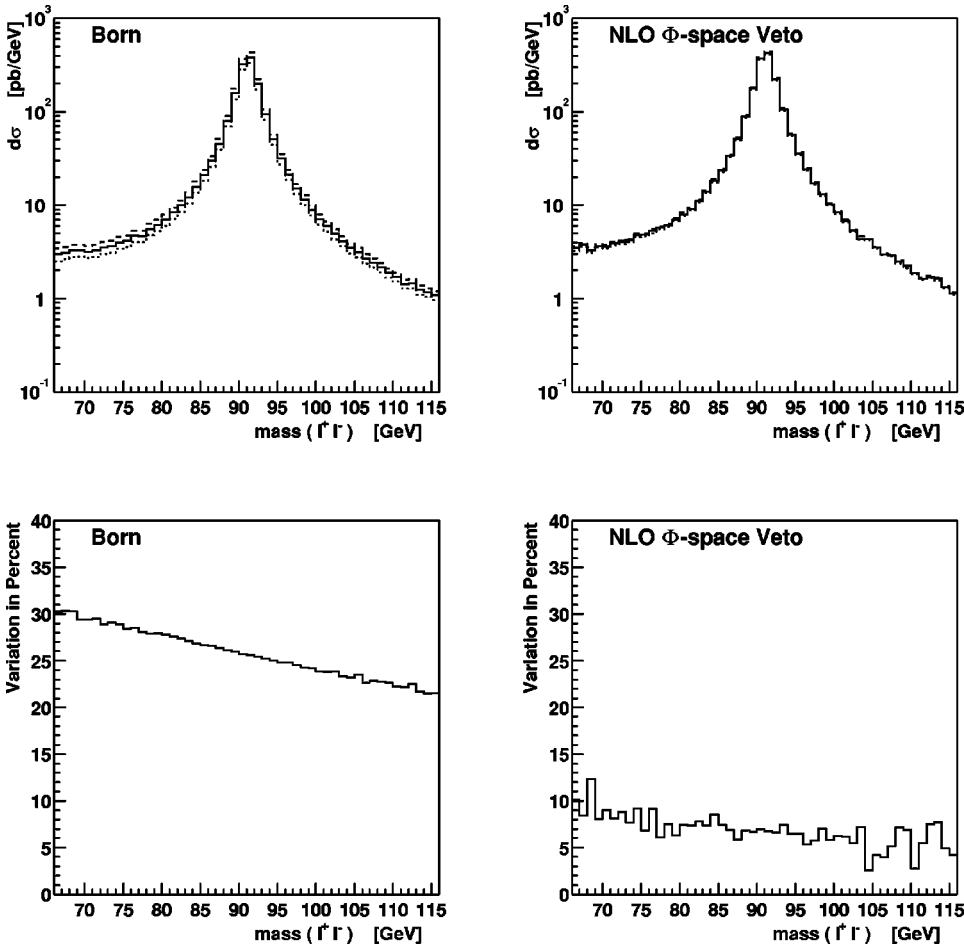 Born
dσ [pb/GeV]
10³
10²
10
1
10⁻¹
70 75 80 85 90 95 100 105 110 115
mass ( l⁺ l⁻ ) [GeV]
NLO Φ-space Veto
dσ [pb/GeV]
10³
10²
10
1
10⁻¹
70 75 80 85 90 95 100 105 110 115
mass ( l⁺ l⁻ ) [GeV]
Born
Variation in Percent
40
35
30
25
20
15
10
5
0
70 75 80 85 90 95 100 105 110 115
mass ( l⁺ l⁻ ) [GeV]
NLO Φ-space Veto
Variation in Percent
40
35
30
25
20
15
10
5
0
70 75 80 85 90 95 100 105 110 115
mass ( l⁺ l⁻ ) [GeV]